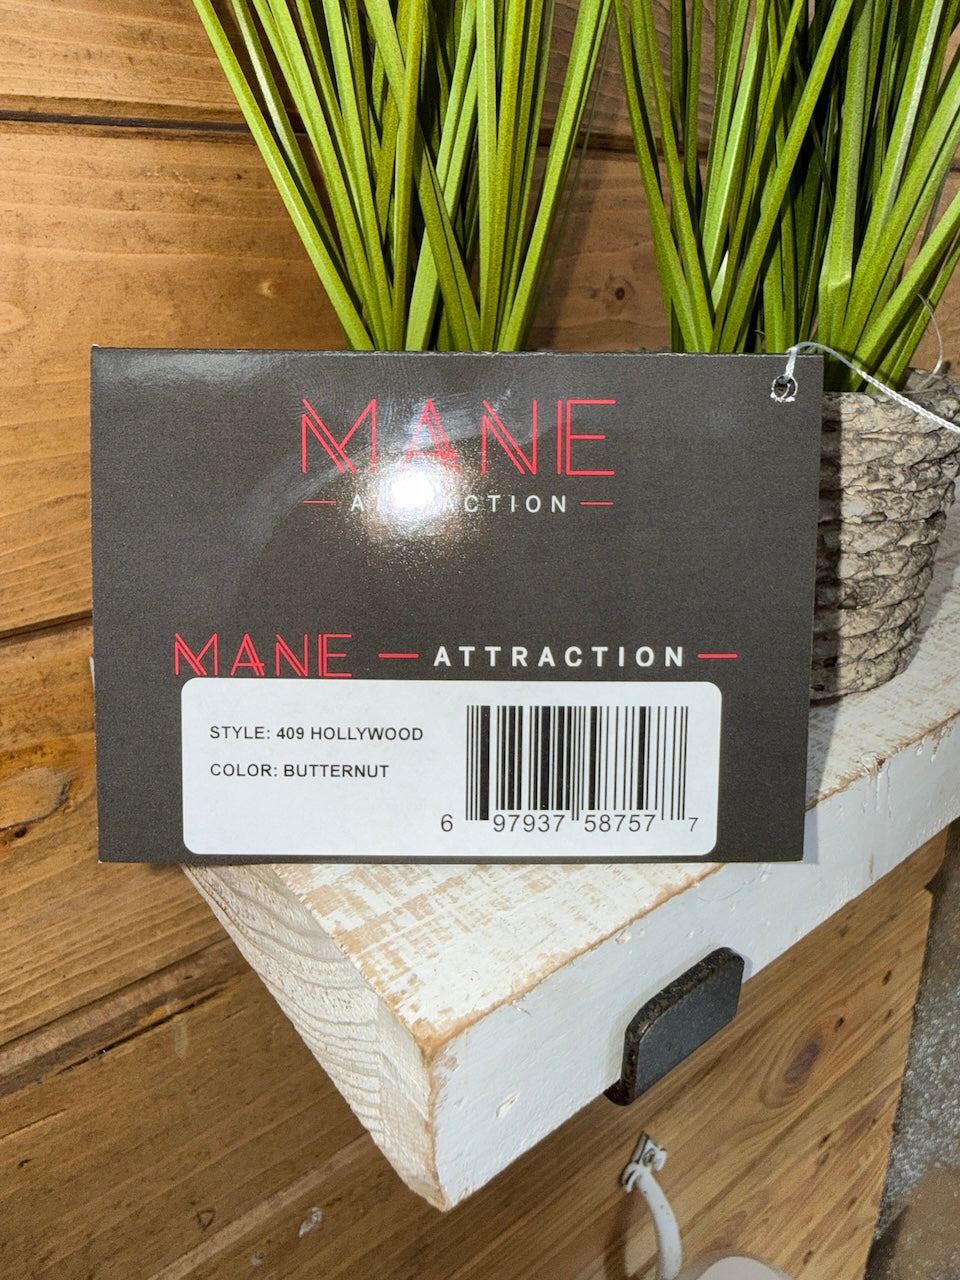 MANE
— ATTRACTION —
MANE — ATTRACTION —
STYLE: 409 HOLLYWOOD
COLOR: BUTTERNUT
6 97937 58757 7